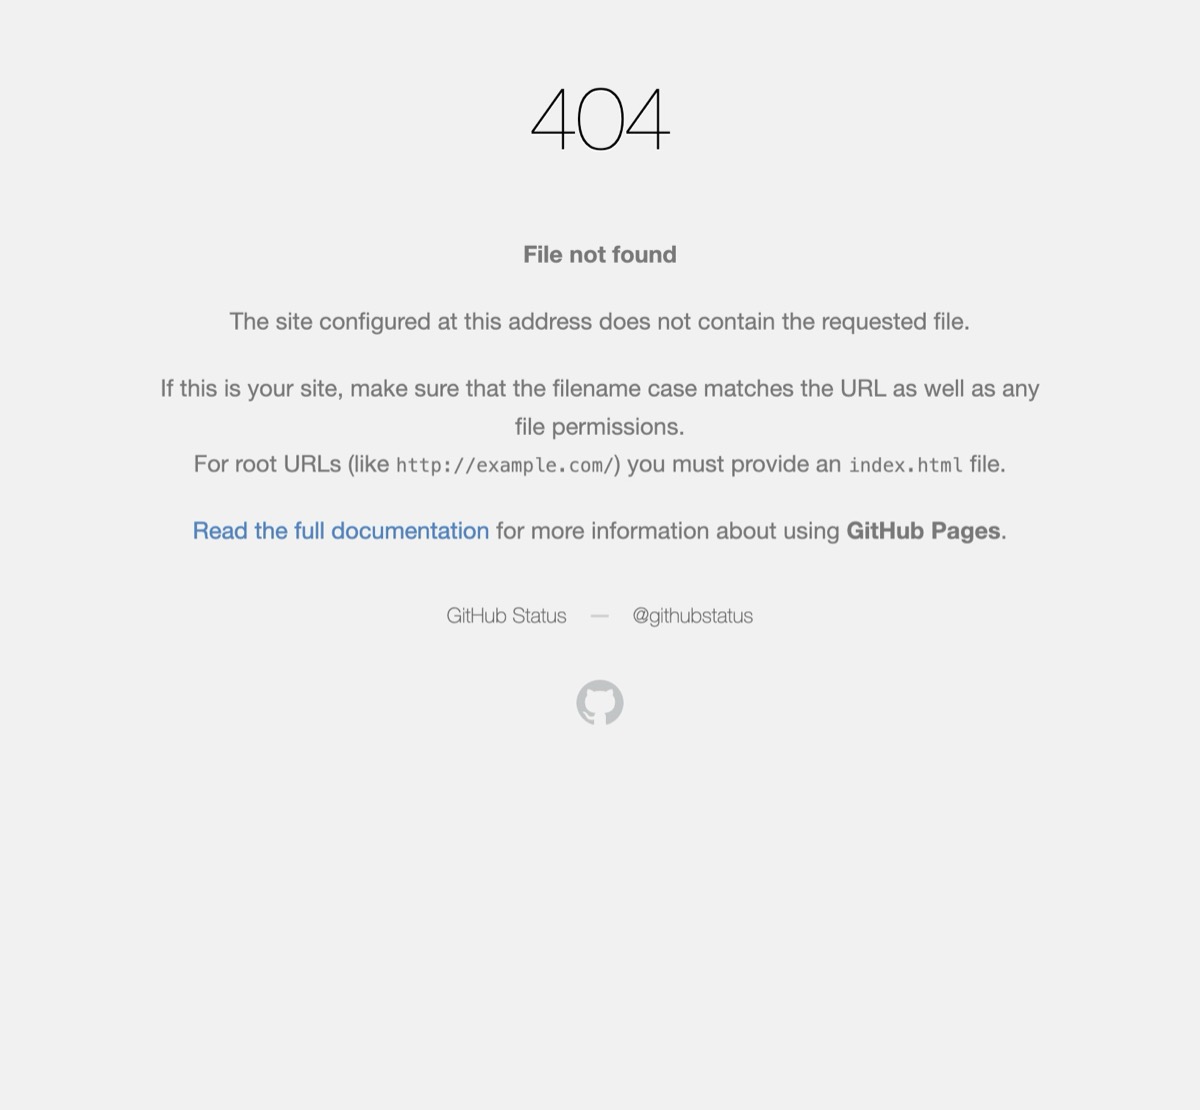 404
File not found
The site configured at this address does not contain the requested file.
If this is your site, make sure that the filename case matches the URL as well as any
file permissions.
For root URLs (like http://example.com/) you must provide an index.html file.
Read the full documentation for more information about using GitHub Pages.
GitHub Status — @githubstatus